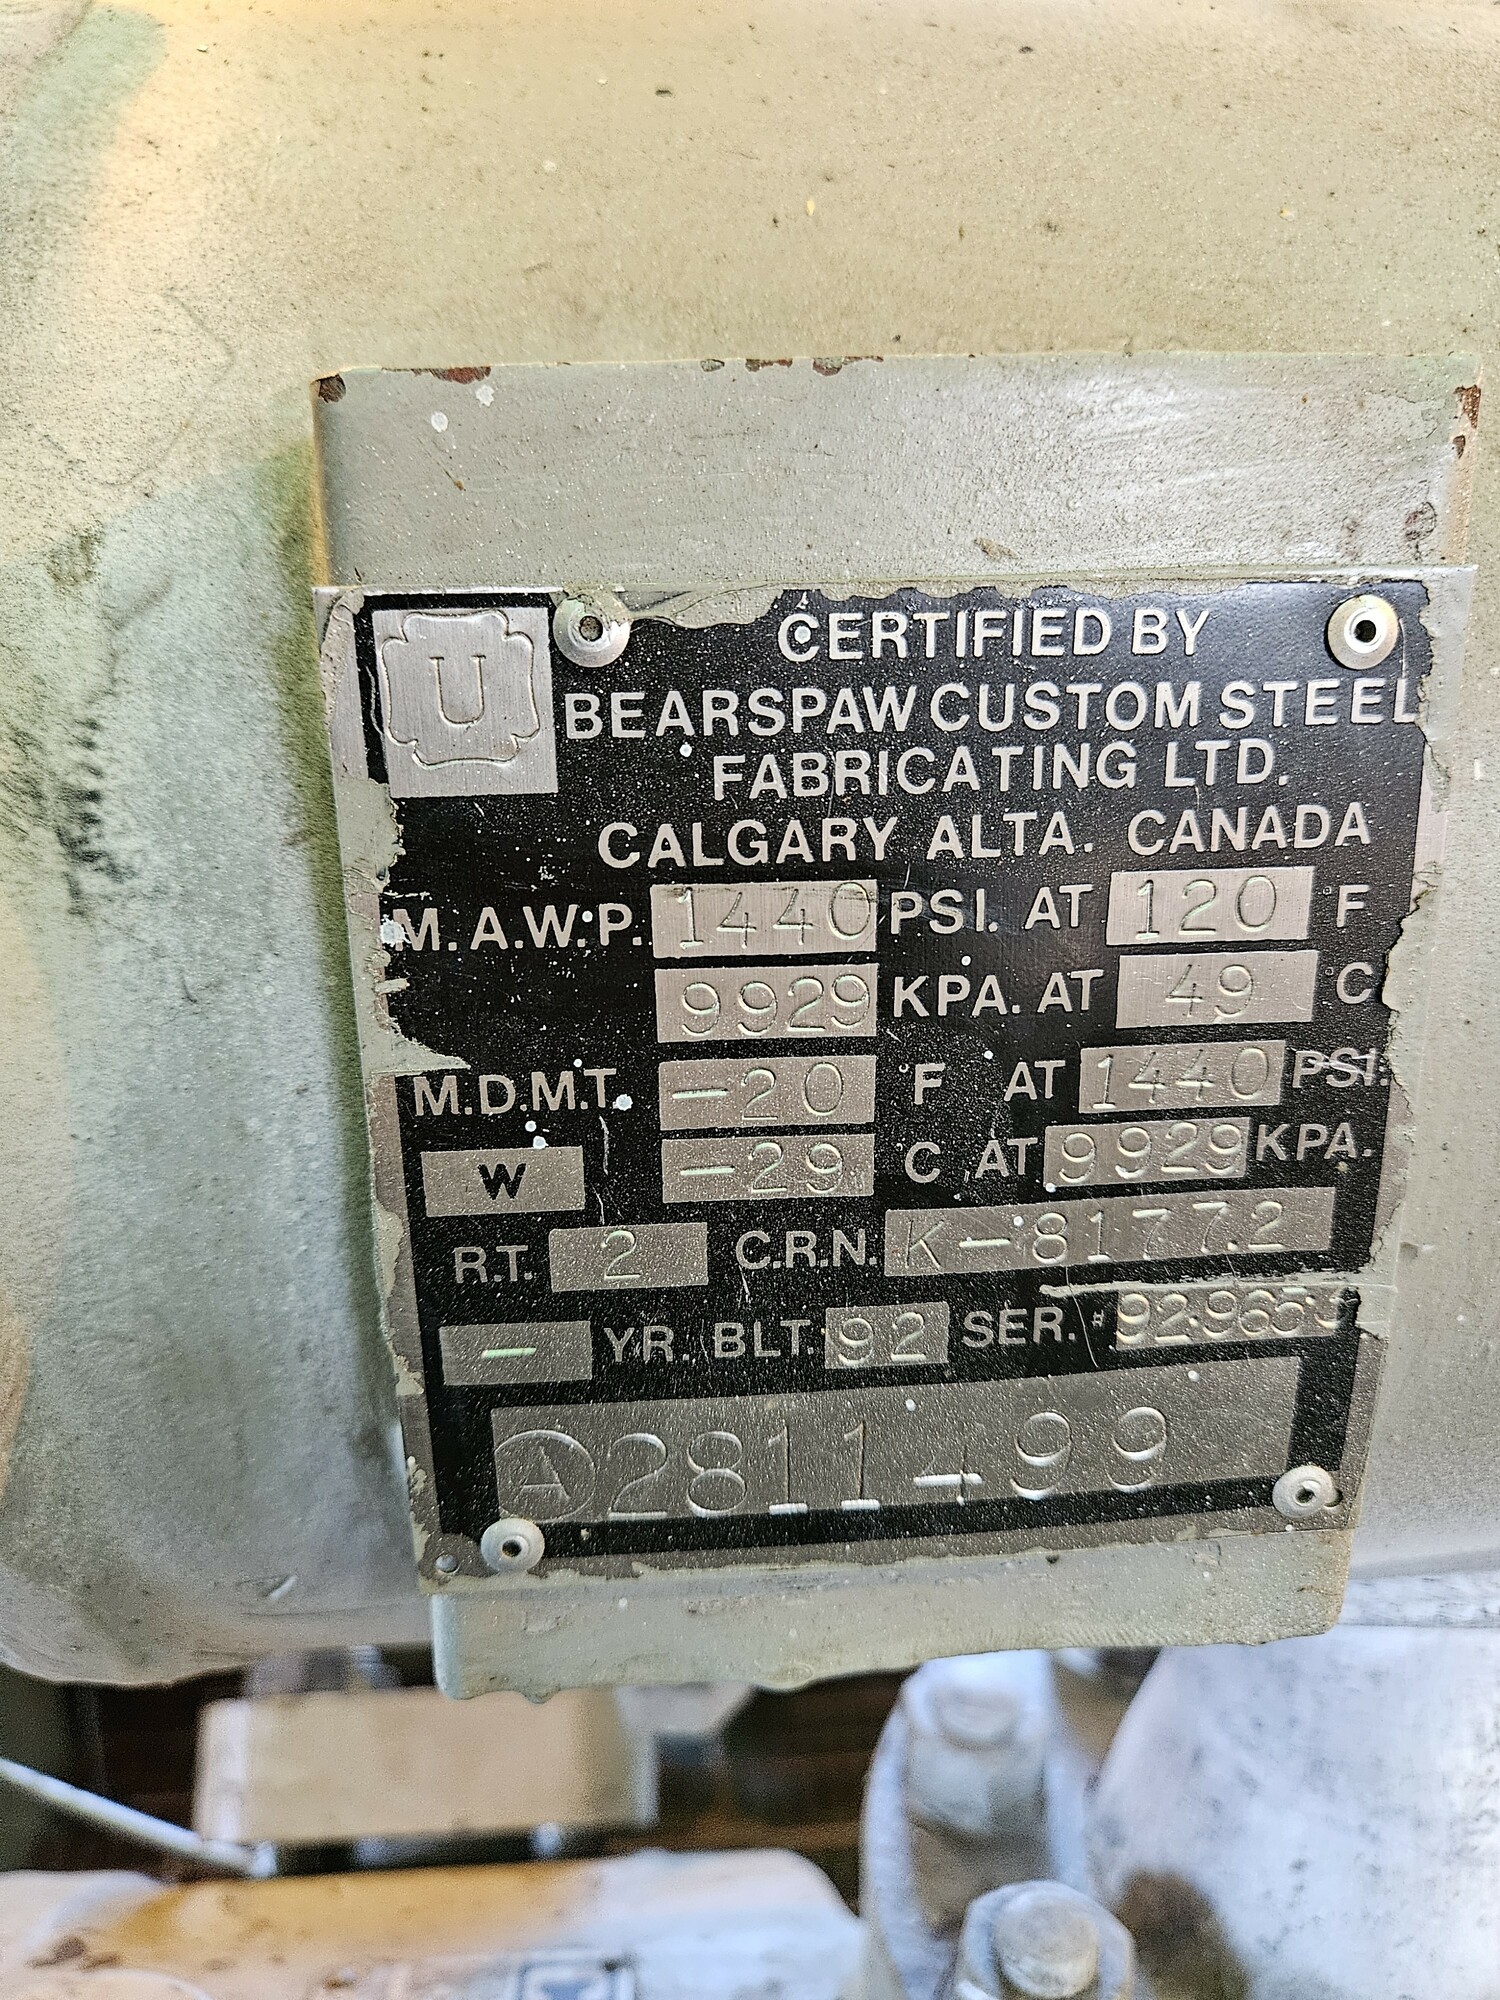 U
CERTIFIED BY
BEARSPAW CUSTOM STEEL
FABRICATING LTD.
CALGARY ALTA. CANADA
M.A.W.P. 1440 PSI. AT 120 °F
9929 KPA. AT 49 °C
M.D.M.T. -20 °F AT 1440 PSI.
W -29 °C AT 9929 KPA.
R.T. 2 C.R.N. K-8177.2
- YR. BLT. 92 SER. #
A 2811499